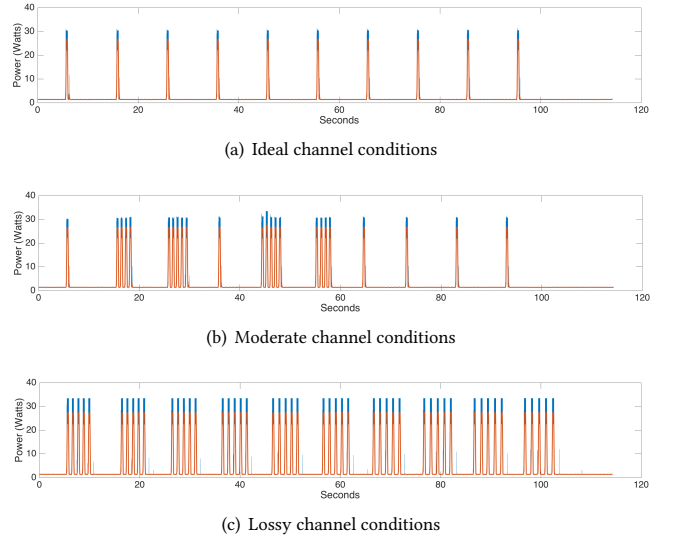 40
30
20
10
0
Power (Watts)
0 20 40 60 80 100 120
Seconds
(a) Ideal channel conditions
40
30
20
10
0
Power (Watts)
0 20 40 60 80 100 120
Seconds
(b) Moderate channel conditions
40
30
20
10
0
Power (Watts)
0 20 40 60 80 100 120
Seconds
(c) Lossy channel conditions